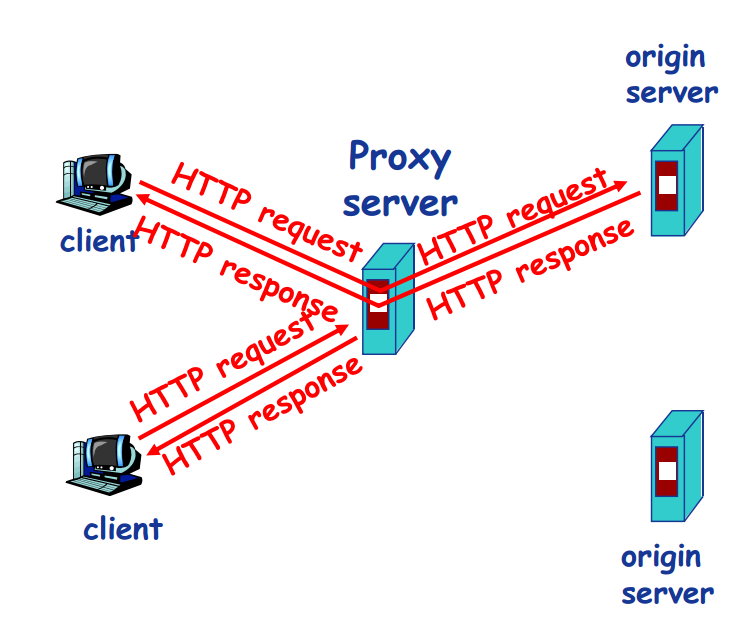 origin
server
Proxy
server
client
HTTP request
HTTP response
HTTP request
HTTP response
HTTP request
HTTP response
client
origin
server